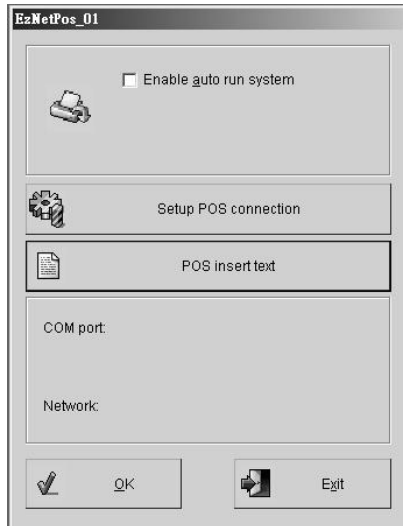 EzNetPos_01
Enable auto run system
Setup POS connection
POS insert text
COM port:
Network:
OK
Exit